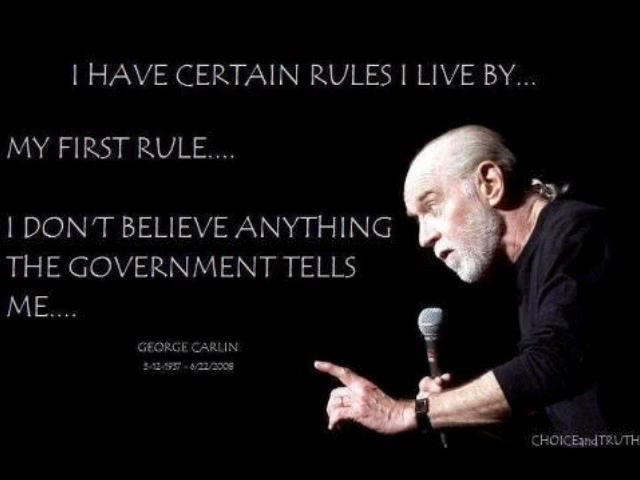 I HAVE CERTAIN RULES I LIVE BY...
MY FIRST RULE....
I DON'T BELIEVE ANYTHING
THE GOVERNMENT TELLS
ME....
GEORGE CARLIN
5-12-1937 - 6/22/2008
CHOICEandTRUTH